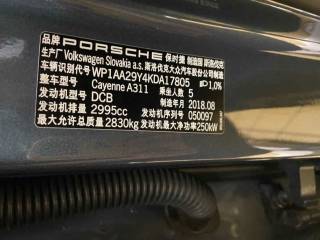 品牌 PORSCHE 保时捷 制造国 斯洛伐克
生产厂 Volkswagen Slovakia a.s.斯洛伐克大众汽车股份公司制造
车辆识别代号 WP1AA29Y4KDA17805 1,0%
整车型号 Cayenne A311 乘坐人数 5
发动机型号 DCB 制造年月 2018.08
发动机排量 2995cc 发动机序列号 050097
最大允许总质量 2830kg 发动机最大净功率 250kW